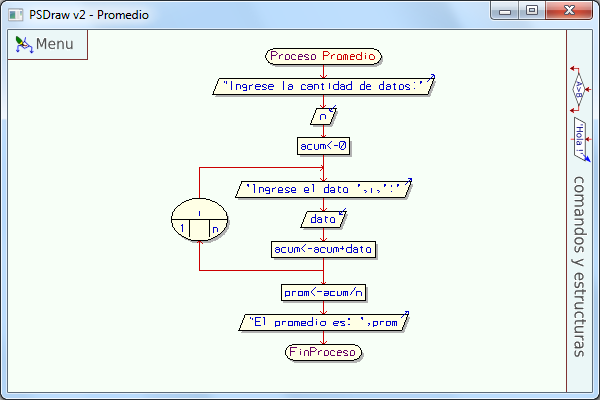 PSDraw v2 - Promedio
Menu
Proceso Promedio
"Ingrese la cantidad de datos:"
n
acum<-0
"Ingrese el dato ",i,":"
dato
i
1 n
acum<-acum+dato
prom<-acum/n
"El promedio es: ",prom
FinProceso
A>B
"Hola !"
comandos y estructuras